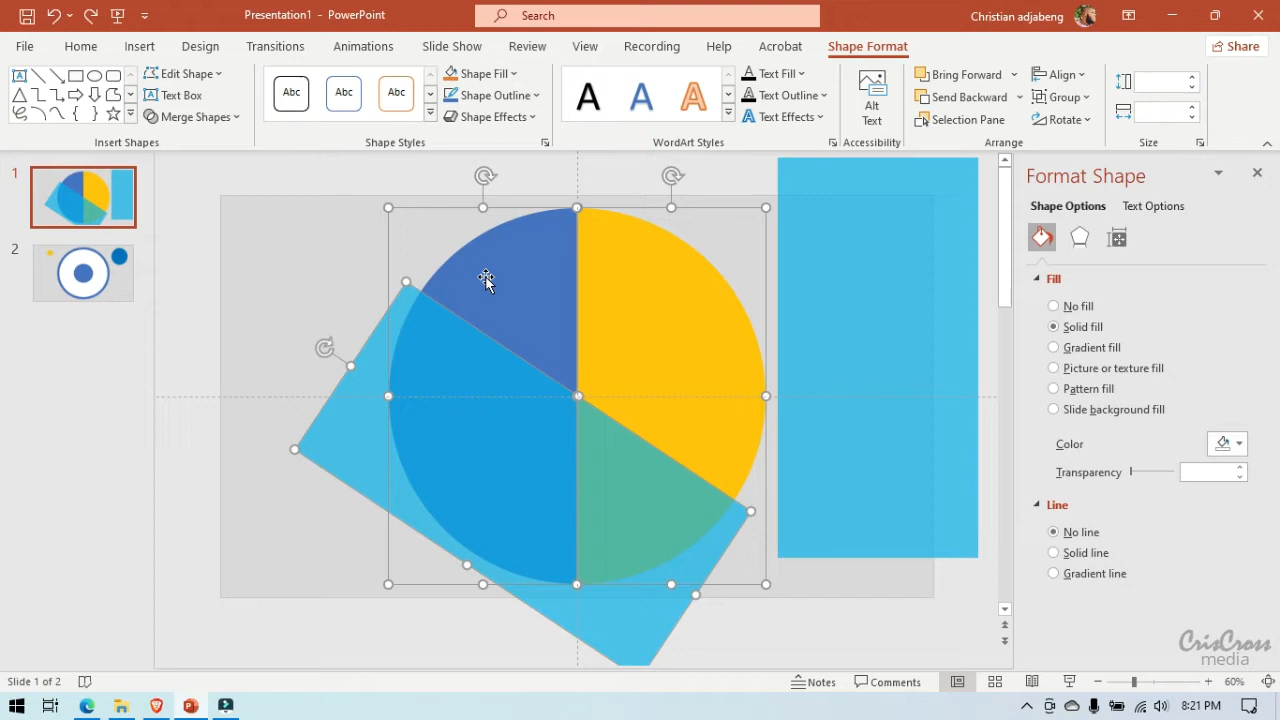 Presentation1 - PowerPoint
Search
Christian adjabeng
File Home Insert Design Transitions Animations Slide Show Review View Recording Help Acrobat Shape Format
Share
Edit Shape
Text Box
Merge Shapes
Insert Shapes
Abc Abc Abc
Shape Fill
Shape Outline
Shape Effects
Shape Styles
A A A
Text Fill
Text Outline
Text Effects
WordArt Styles
Alt
Text
Accessibility
Bring Forward
Send Backward
Selection Pane
Align
Group
Rotate
Arrange
Size
1
2
Format Shape
Shape Options Text Options
Fill
No fill
Solid fill
Gradient fill
Picture or texture fill
Pattern fill
Slide background fill
Color
Transparency
Line
No line
Solid line
Gradient line
CrisCross
media
Slide 1 of 2
Notes
Comments
60%
8:21 PM